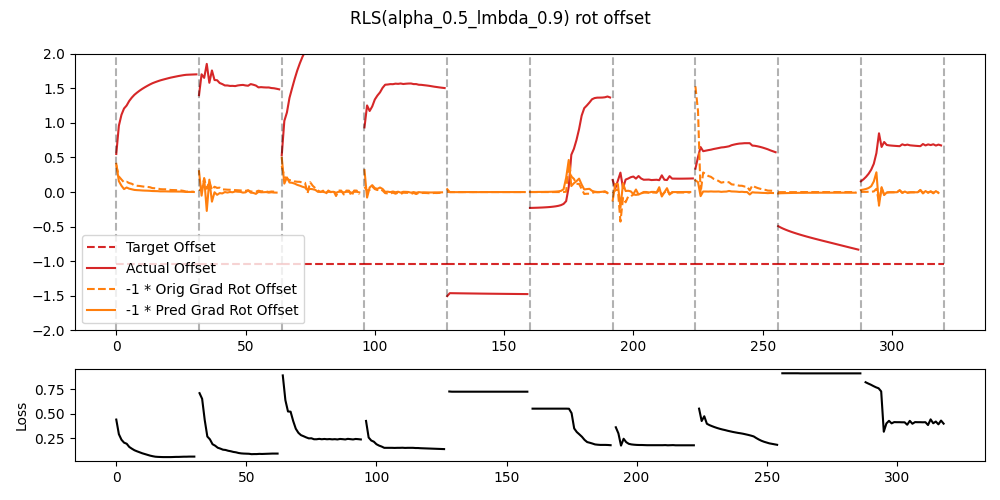 RLS(alpha_0.5_lmbda_0.9) rot offset
2.0
1.5
1.0
0.5
0.0
−0.5
−1.0
−1.5
−2.0
Target Offset
Actual Offset
-1 * Orig Grad Rot Offset
-1 * Pred Grad Rot Offset
0 50 100 150 200 250 300
Loss
0.75
0.50
0.25
0 50 100 150 200 250 300